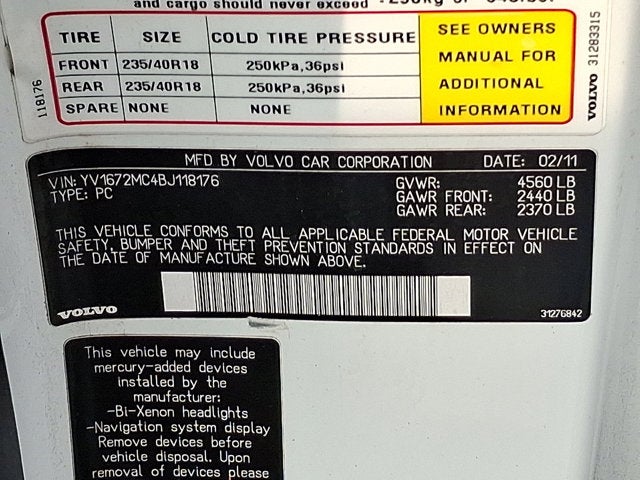 and cargo should never exceed
TIRE SIZE COLD TIRE PRESSURE
FRONT 235/40R18 250kPa,36psi
REAR 235/40R18 250kPa,36psi
SPARE NONE NONE
SEE OWNERS
MANUAL FOR
ADDITIONAL
INFORMATION
118176
VOLVO 31283315
MFD BY VOLVO CAR CORPORATION DATE: 02/11
VIN: YV1672MC4BJ118176 GVWR: 4560 LB
TYPE: PC GAWR FRONT: 2440 LB
GAWR REAR: 2370 LB
THIS VEHICLE CONFORMS TO ALL APPLICABLE FEDERAL MOTOR VEHICLE
SAFETY, BUMPER AND THEFT PREVENTION STANDARDS IN EFFECT ON
THE DATE OF MANUFACTURE SHOWN ABOVE.
VOLVO 31276842
This vehicle may include
mercury-added devices
installed by the
manufacturer:
-Bi-Xenon headlights
-Navigation system display
Remove devices before
vehicle disposal. Upon
removal of devices please